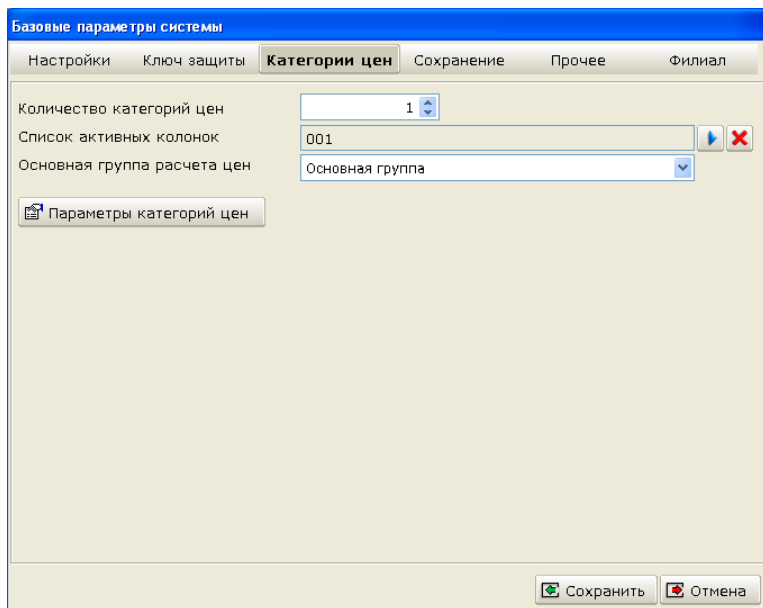 Базовые параметры системы
Настройки Ключ защиты Категории цен Сохранение Прочее Филиал
Количество категорий цен 1
Список активных колонок 001
Основная группа расчета цен Основная группа
Параметры категорий цен
Сохранить Отмена